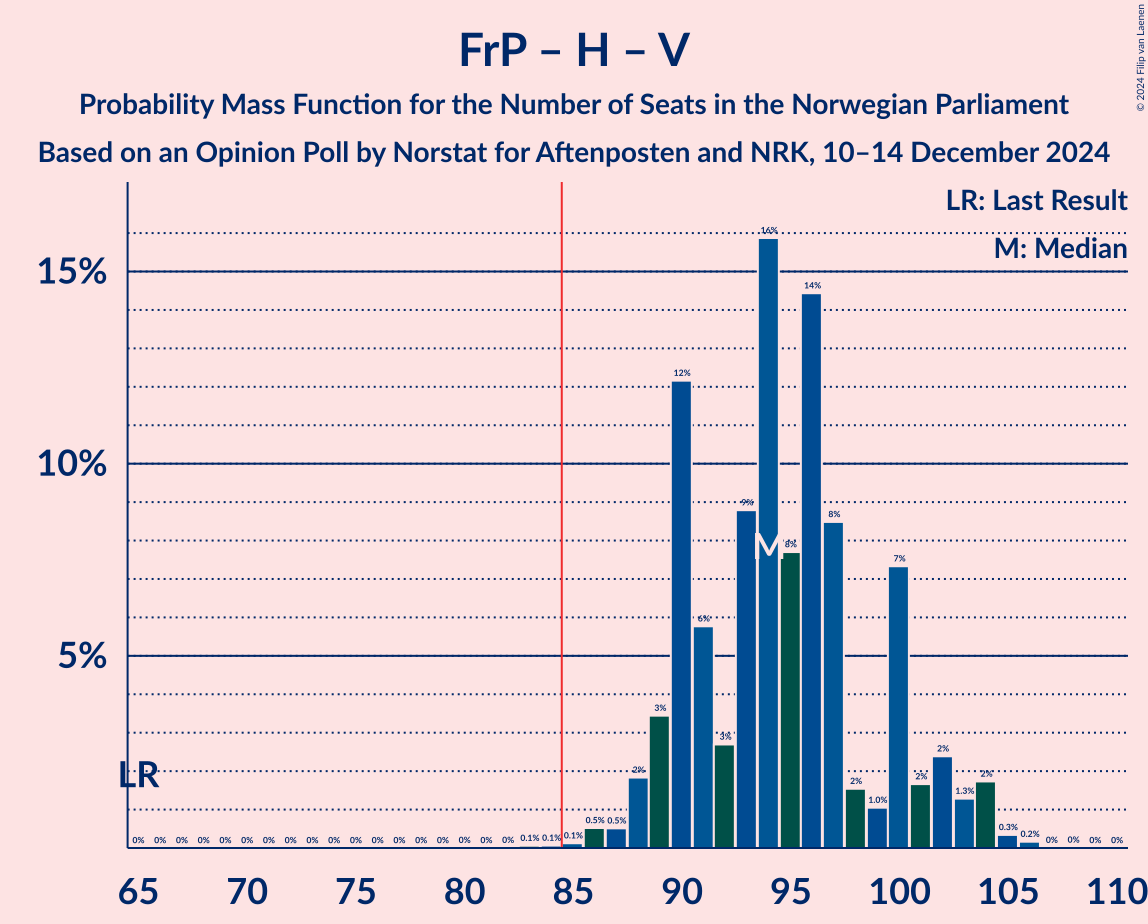 FrP – H – V
Probability Mass Function for the Number of Seats in the Norwegian Parliament
Based on an Opinion Poll by Norstat for Aftenposten and NRK, 10–14 December 2024
© 2024 Filip van Laenen
LR: Last Result
M: Median
15%
10%
5%
LR
M
0% 0% 0% 0% 0% 0% 0% 0% 0% 0% 0% 0% 0% 0% 0% 0% 0% 0% 0.1% 0.1% 0.1% 0.5% 0.5% 2% 3% 12% 6% 3% 9% 16% 8% 14% 8% 2% 1.0% 7% 2% 2% 1.3% 2% 0.3% 0.2% 0% 0% 0% 0%
65 70 75 80 85 90 95 100 105 110